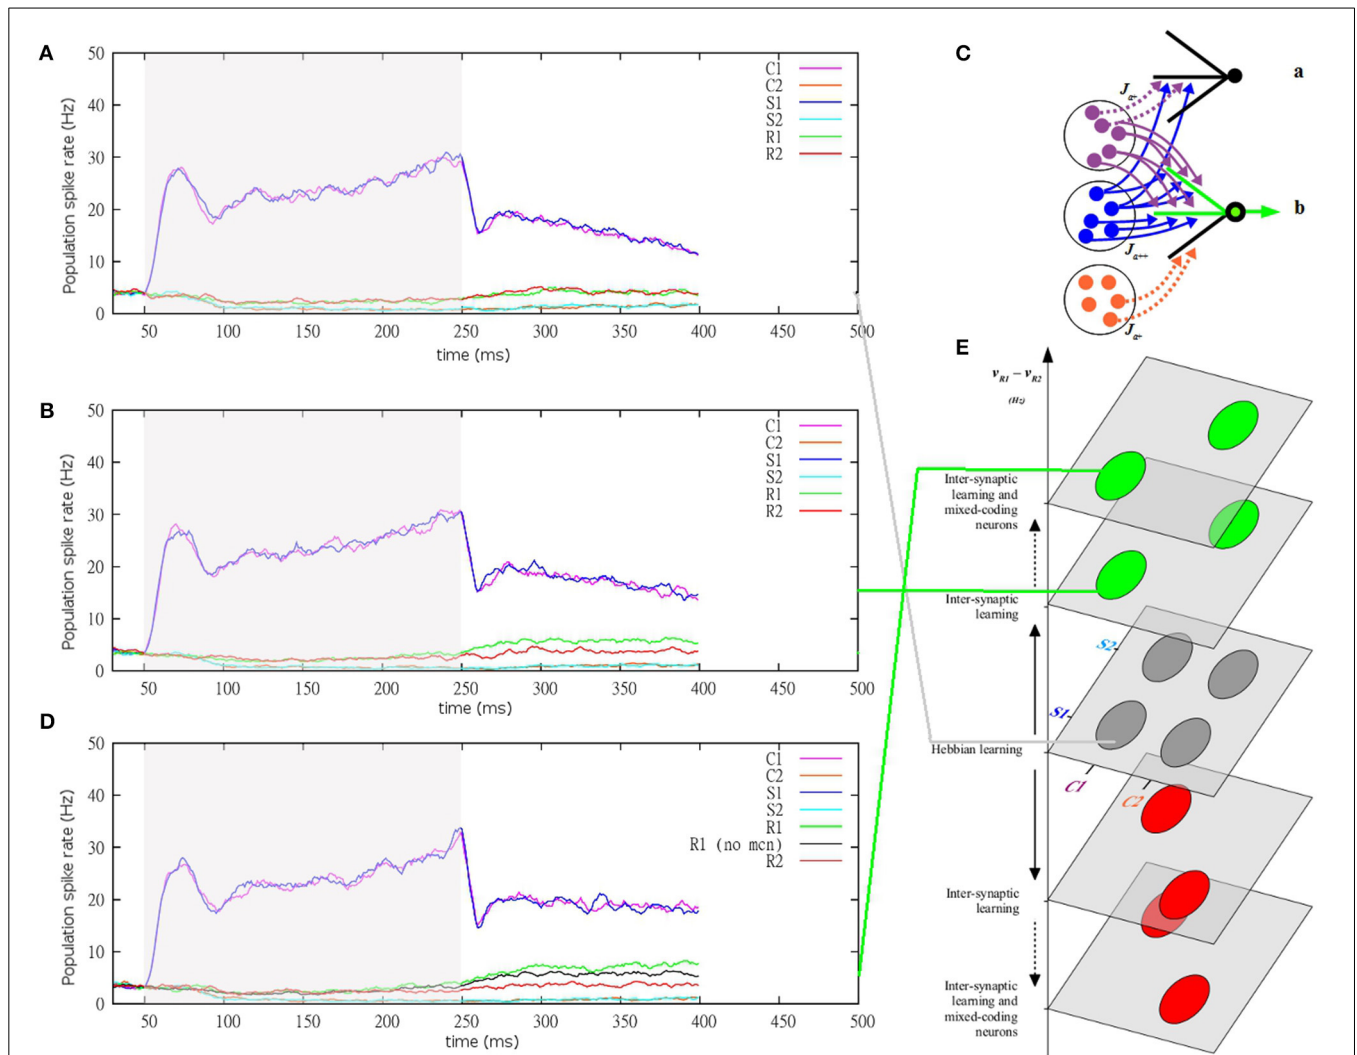 A
50
40
30
20
10
0
Population spike rate (Hz)
C1
C2
S1
S2
R1
R2
50 100 150 200 250 300 350 400 450 500
time (ms)
B
50
40
30
20
10
0
Population spike rate (Hz)
C1
C2
S1
S2
R1
R2
50 100 150 200 250 300 350 400 450 500
time (ms)
D
50
40
30
20
10
0
Population spike rate (Hz)
C1
C2
S1
S2
R1
R1 (no mcn)
R2
50 100 150 200 250 300 350 400 450 500
time (ms)
C
a
J a+
b
J a++
J a+
E
v R1 – v R2
(Hz)
Inter-synaptic
learning and
mixed-coding
neurons
Inter-synaptic
learning
S2
S1
Hebbian learning
C1
C2
Inter-synaptic
learning
Inter-synaptic
learning and
mixed-coding
neurons